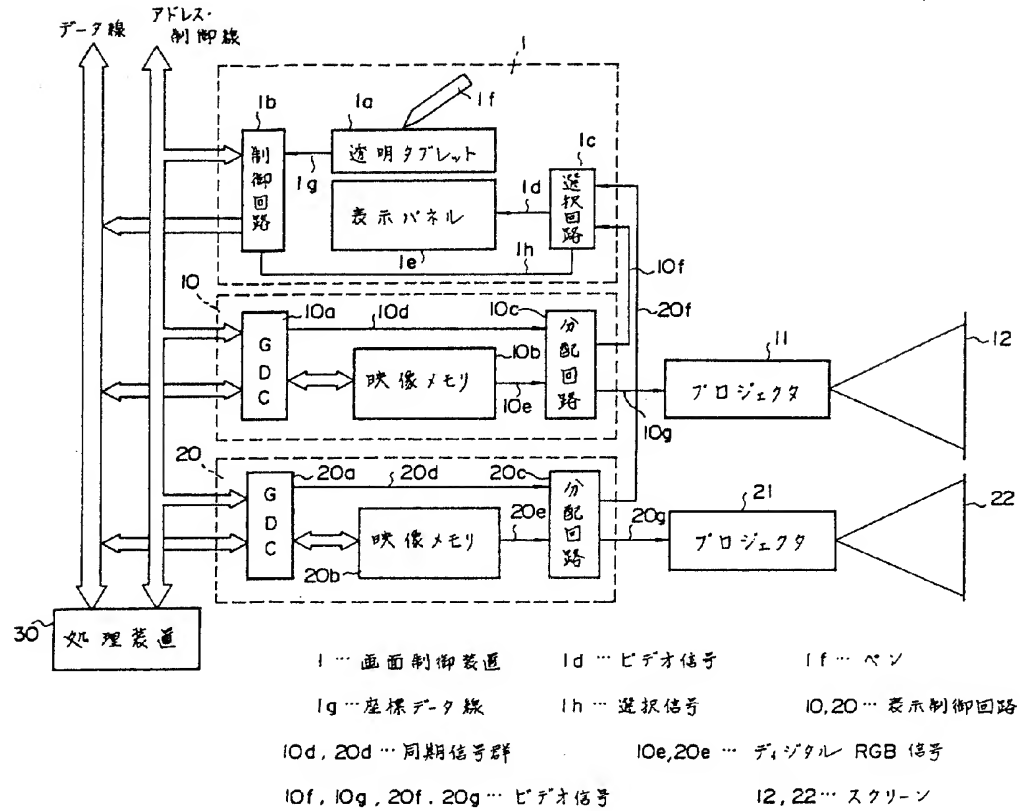 データ線
アドレス・
制御線
1
1b
1a
1f
1c
制御回路
透明タブレット
1g
1d
選択回路
表示パネル
1e
1h
10f
20f
10
10a
10d
10c
GDC
10b
映像メモリ
10e
分配回路
10g
11
プロジェクタ
12
20
20a
20d
20c
GDC
20b
映像メモリ
20e
分配回路
20g
21
プロジェクタ
22
30
処理装置
1 … 画面制御装置 1d … ビデオ信号 1f … ペン
1g … 座標データ線 1h … 選択信号 10,20 … 表示制御回路
10d, 20d … 同期信号群 10e,20e … ディジタル RGB 信号
10f, 10g, 20f. 20g … ビデオ信号 12,22 … スクリーン